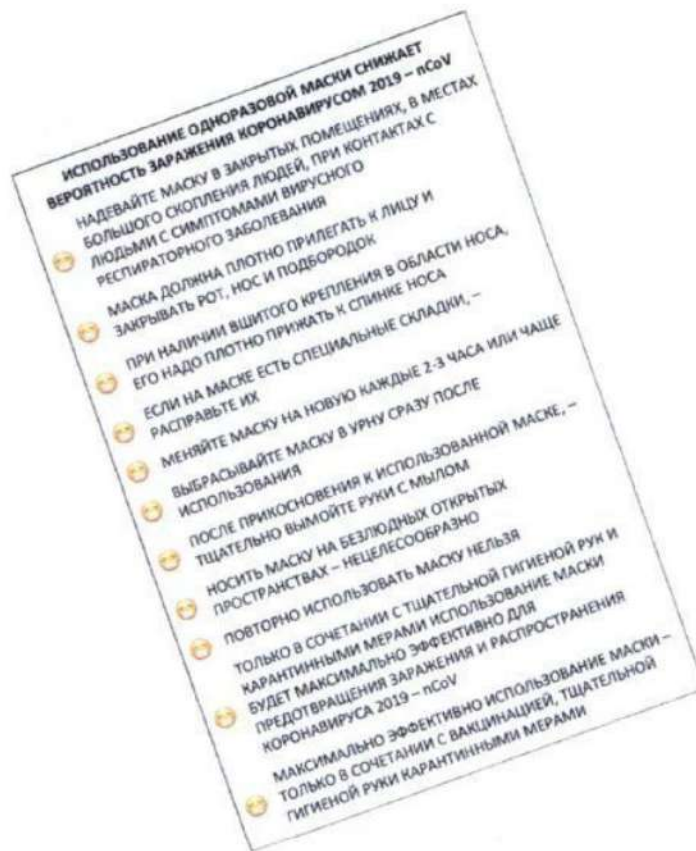 ИСПОЛЬЗОВАНИЕ ОДНОРАЗОВОЙ МАСКИ СНИЖАЕТ
ВЕРОЯТНОСТЬ ЗАРАЖЕНИЯ КОРОНАВИРУСОМ 2019 – nCoV
НАДЕВАЙТЕ МАСКУ В ЗАКРЫТЫХ ПОМЕЩЕНИЯХ, В МЕСТАХ
БОЛЬШОГО СКОПЛЕНИЯ ЛЮДЕЙ, ПРИ КОНТАКТАХ С
ЛЮДЬМИ С СИМПТОМАМИ ВИРУСНОГО
РЕСПИРАТОРНОГО ЗАБОЛЕВАНИЯ
МАСКА ДОЛЖНА ПЛОТНО ПРИЛЕГАТЬ К ЛИЦУ И
ЗАКРЫВАТЬ РОТ, НОС И ПОДБОРОДОК
ПРИ НАЛИЧИИ ВШИТОГО КРЕПЛЕНИЯ В ОБЛАСТИ НОСА,
ЕГО НАДО ПЛОТНО ПРИЖАТЬ К СПИНКЕ НОСА
ЕСЛИ НА МАСКЕ ЕСТЬ СПЕЦИАЛЬНЫЕ СКЛАДКИ, –
РАСПРАВЬТЕ ИХ
МЕНЯЙТЕ МАСКУ НА НОВУЮ КАЖДЫЕ 2-3 ЧАСА ИЛИ ЧАЩЕ
ВЫБРАСЫВАЙТЕ МАСКУ В УРНУ СРАЗУ ПОСЛЕ
ИСПОЛЬЗОВАНИЯ
ПОСЛЕ ПРИКОСНОВЕНИЯ К ИСПОЛЬЗОВАННОЙ МАСКЕ, –
ТЩАТЕЛЬНО ВЫМОЙТЕ РУКИ С МЫЛОМ
НОСИТЬ МАСКУ НА БЕЗЛЮДНЫХ ОТКРЫТЫХ
ПРОСТРАНСТВАХ – НЕЦЕЛЕСООБРАЗНО
ПОВТОРНО ИСПОЛЬЗОВАТЬ МАСКУ НЕЛЬЗЯ
ТОЛЬКО В СОЧЕТАНИИ С ТЩАТЕЛЬНОЙ ГИГИЕНОЙ РУК И
КАРАНТИННЫМИ МЕРАМИ ИСПОЛЬЗОВАНИЕ МАСКИ
БУДЕТ МАКСИМАЛЬНО ЭФФЕКТИВНО ДЛЯ
ПРЕДОТВРАЩЕНИЯ ЗАРАЖЕНИЯ И РАСПРОСТРАНЕНИЯ
КОРОНАВИРУСА 2019 – nCoV
МАКСИМАЛЬНО ЭФФЕКТИВНО ИСПОЛЬЗОВАНИЕ МАСКИ –
ТОЛЬКО В СОЧЕТАНИИ С ВАКЦИНАЦИЕЙ, ТЩАТЕЛЬНОЙ
ГИГИЕНОЙ РУКИ КАРАНТИННЫМИ МЕРАМИ